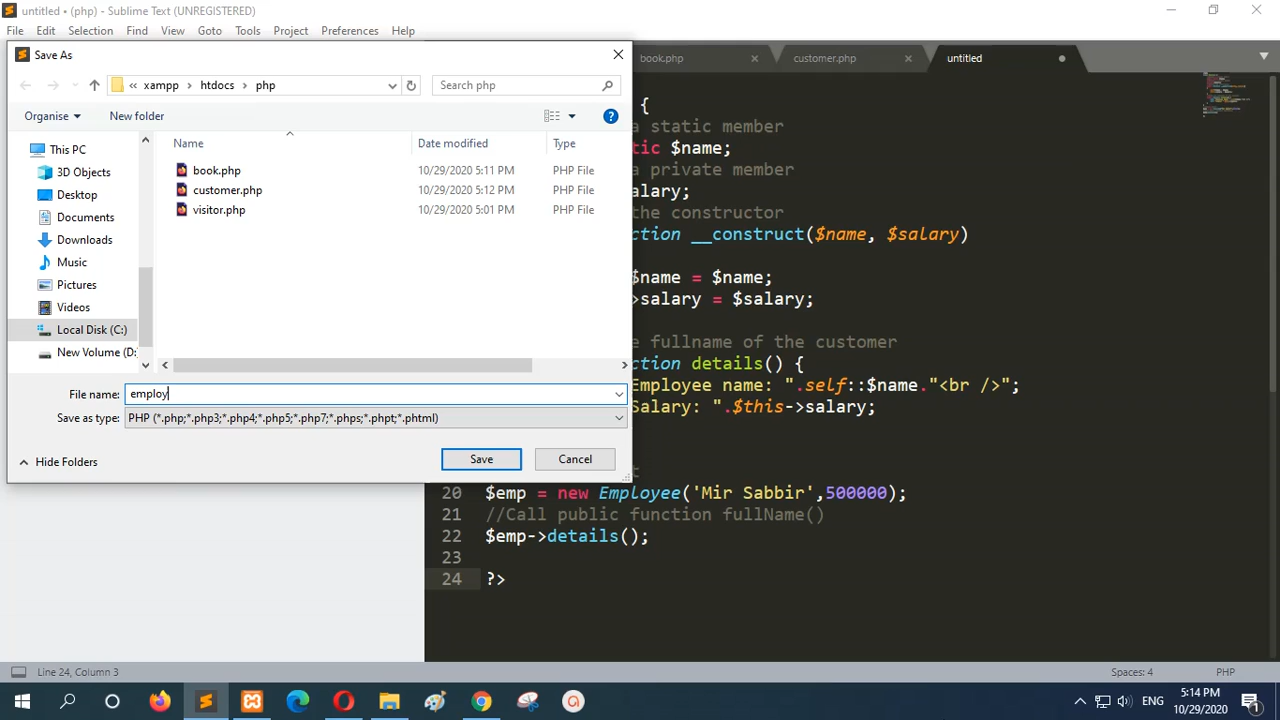 untitled • (php) - Sublime Text (UNREGISTERED)
File Edit Selection Find View Goto Tools Project Preferences Help
Save As
book.php customer.php untitled
« xampp htdocs php Search php
Organise New folder
Name Date modified Type
This PC
3D Objects
Desktop
Documents
Downloads
Music
Pictures
Videos
Local Disk (C:)
New Volume (D:
book.php 10/29/2020 5:11 PM PHP File
customer.php 10/29/2020 5:12 PM PHP File
visitor.php 10/29/2020 5:01 PM PHP File
File name: employ
Save as type: PHP (*.php;*.php3;*.php4;*.php5;*.php7;*.phps;*.phpt;*.phtml)
Hide Folders Save Cancel
{
a static member
tic $name;
a private member
alary;
the constructor
ction __construct($name, $salary)
$name = $name;
>salary = $salary;
e fullname of the customer
ction details() {
Employee name: ".self::$name."<br />";
Salary: ".$this->salary;
20 $emp = new Employee('Mir Sabbir',500000);
21 //Call public function fullName()
22 $emp->details();
23
24 ?>
Line 24, Column 3 Spaces: 4 PHP
ENG 5:14 PM
10/29/2020 1